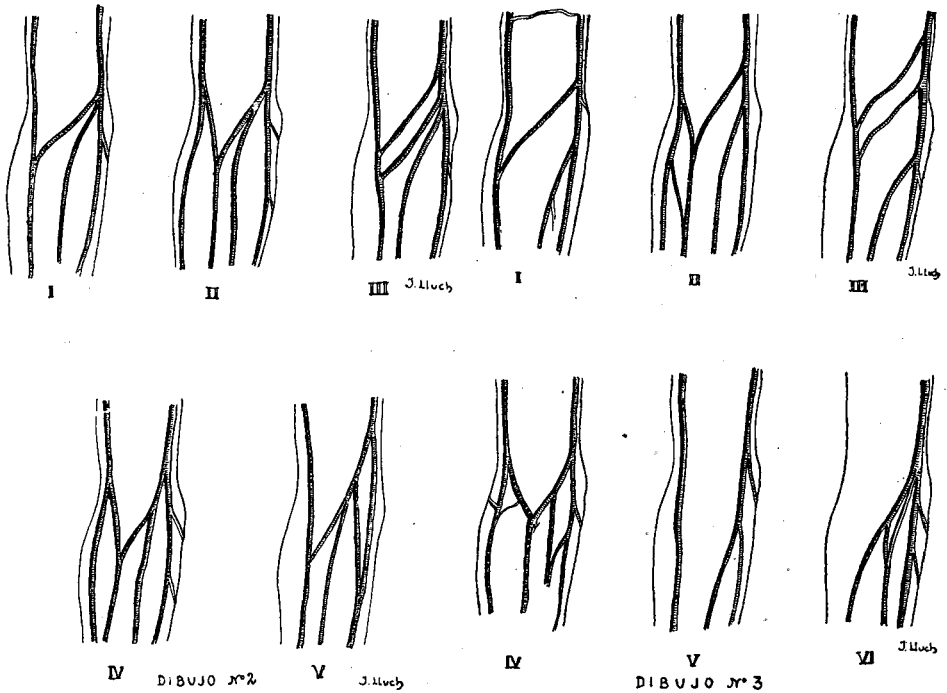 I II III J. Lluch I II III J. Lluch
IV DIBUJO Nº 2 V J. Lluch IV V DIBUJO Nº 3 VI J. Lluch